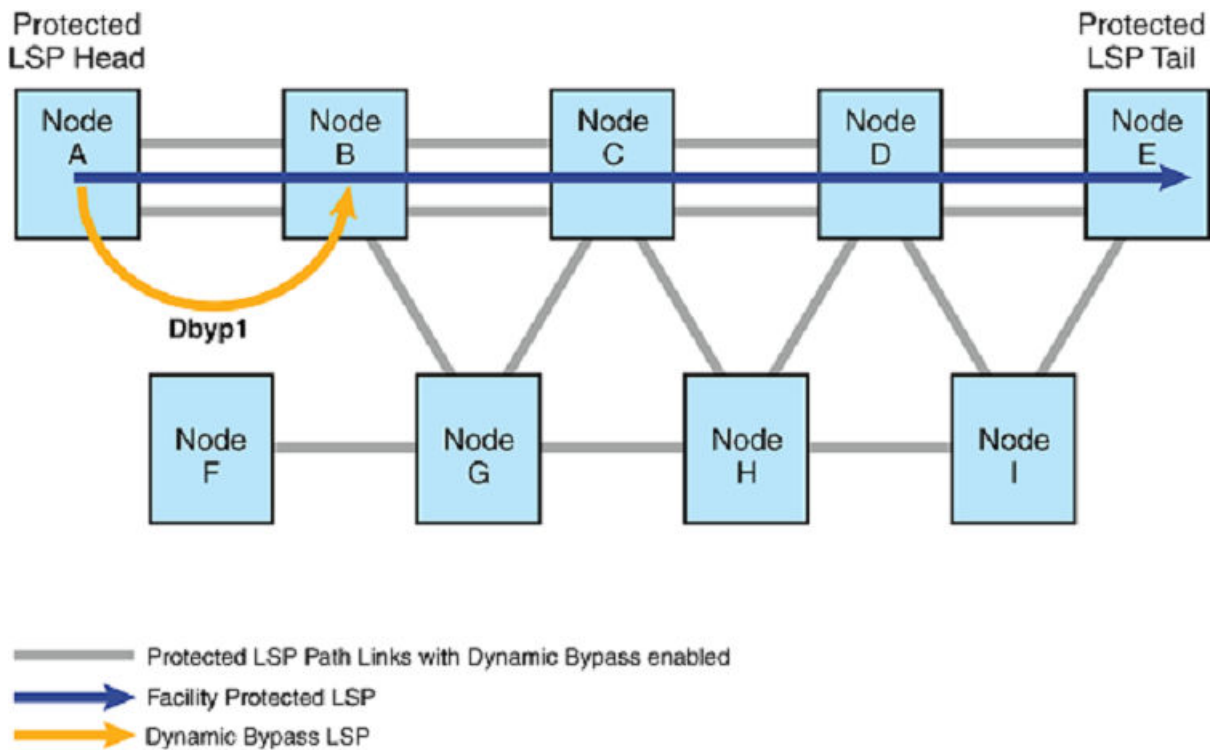 Protected
LSP Head
Protected
LSP Tail
Node
A
Node
B
Node
C
Node
D
Node
E
Dbyp1
Node
F
Node
G
Node
H
Node
I
Protected LSP Path Links with Dynamic Bypass enabled
Facility Protected LSP
Dynamic Bypass LSP